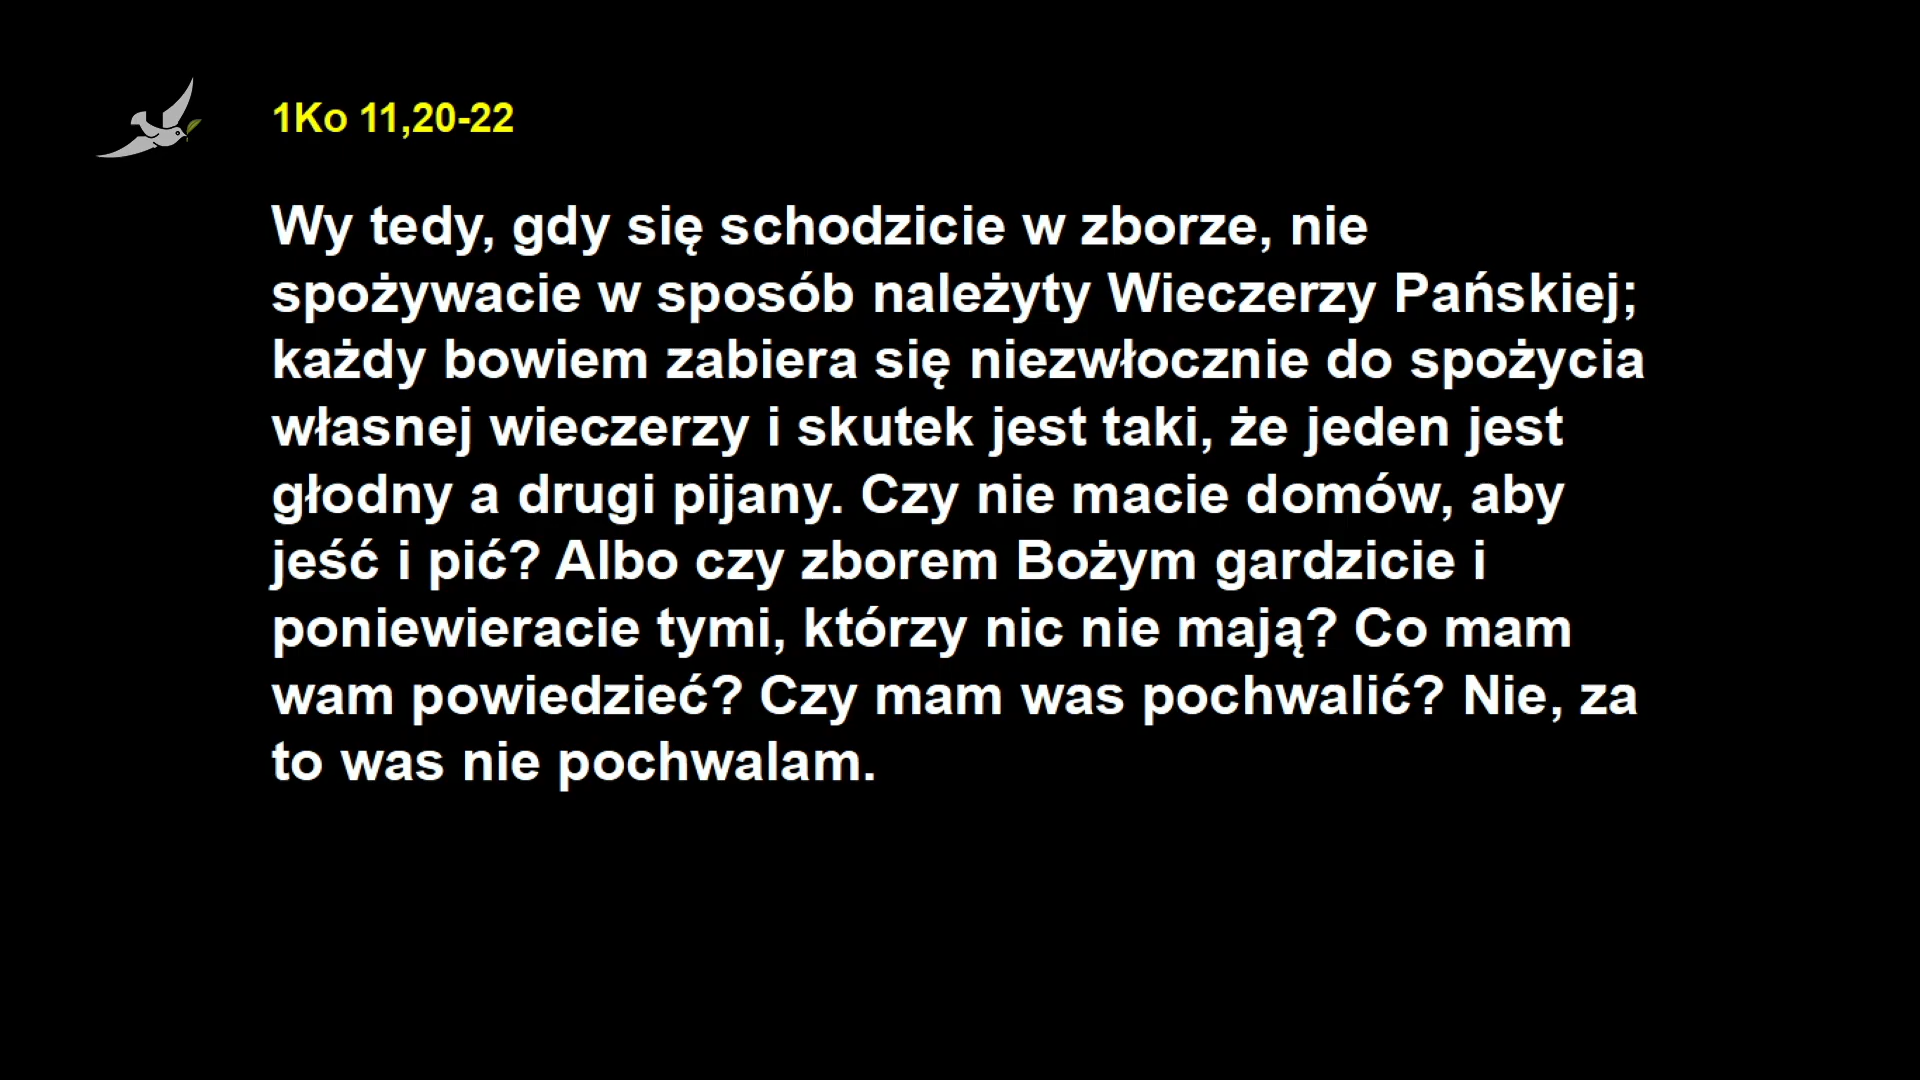 1Ko 11,20-22
Wy tedy, gdy się schodzicie w zborze, nie
spożywacie w sposób należyty Wieczerzy Pańskiej;
każdy bowiem zabiera się niezwłocznie do spożycia
własnej wieczerzy i skutek jest taki, że jeden jest
głodny a drugi pijany. Czy nie macie domów, aby
jeść i pić? Albo czy zborem Bożym gardzicie i
poniewieracie tymi, którzy nic nie mają? Co mam
wam powiedzieć? Czy mam was pochwalić? Nie, za
to was nie pochwalam.